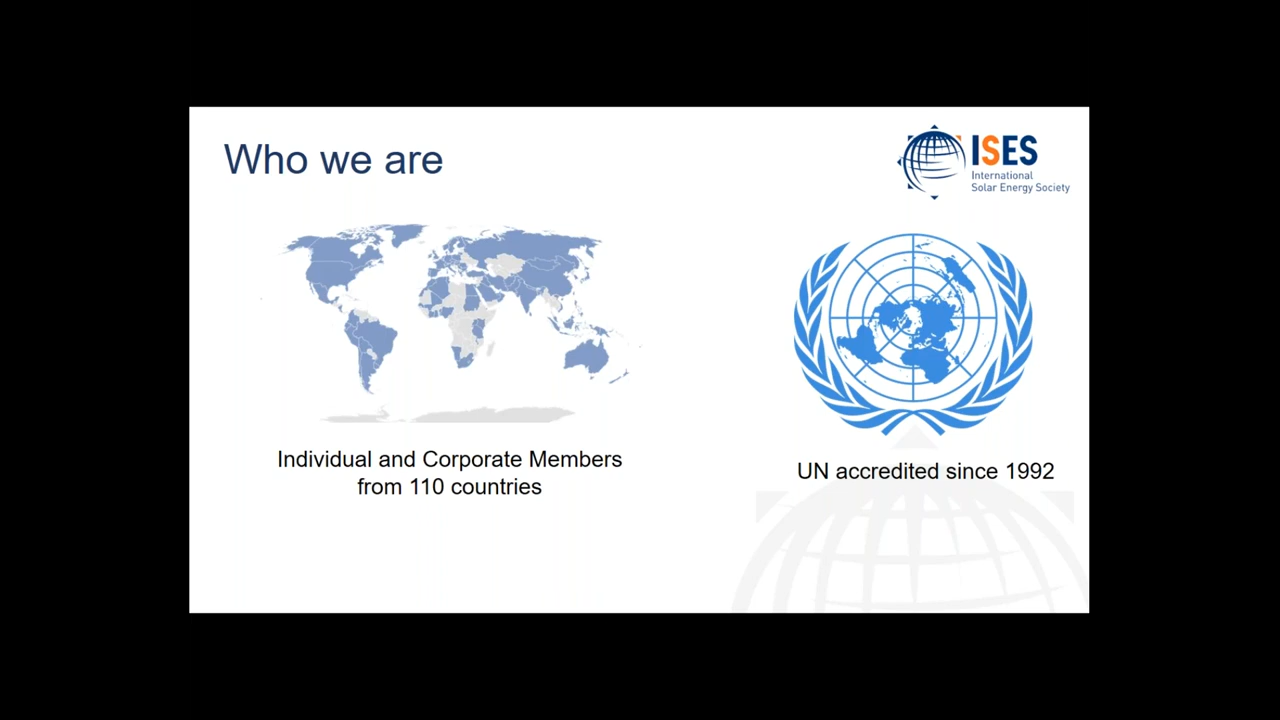 Who we are
ISES
International
Solar Energy Society
Individual and Corporate Members
from 110 countries
UN accredited since 1992